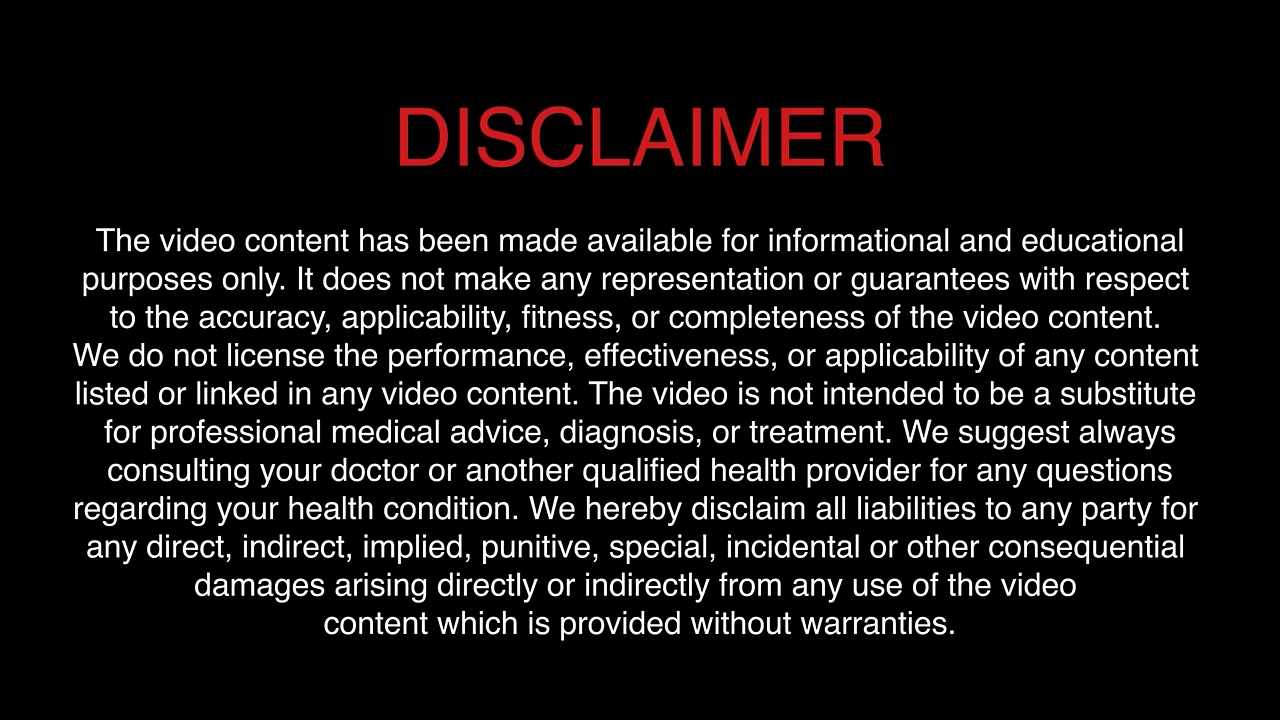 DISCLAIMER
The video content has been made available for informational and educational
purposes only. It does not make any representation or guarantees with respect
to the accuracy, applicability, fitness, or completeness of the video content.
We do not license the performance, effectiveness, or applicability of any content
listed or linked in any video content. The video is not intended to be a substitute
for professional medical advice, diagnosis, or treatment. We suggest always
consulting your doctor or another qualified health provider for any questions
regarding your health condition. We hereby disclaim all liabilities to any party for
any direct, indirect, implied, punitive, special, incidental or other consequential
damages arising directly or indirectly from any use of the video
content which is provided without warranties.